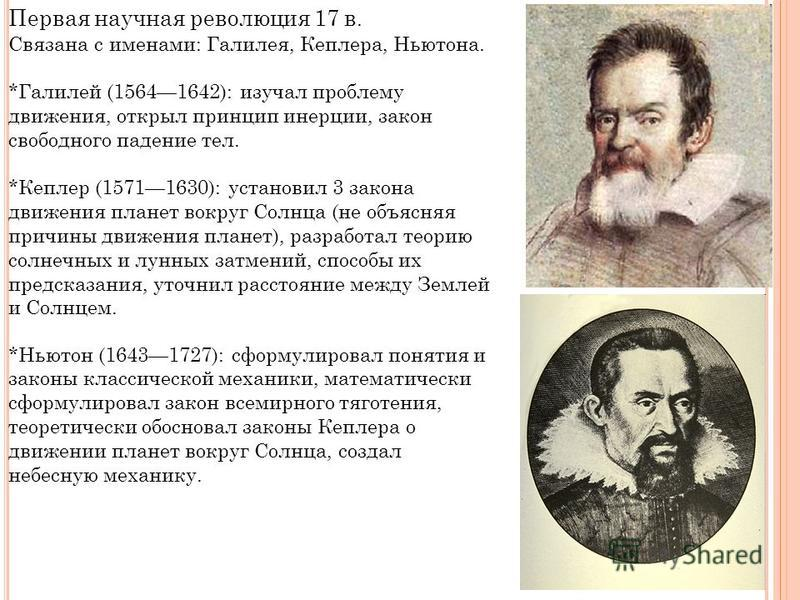 Первая научная революция 17 в.
Связана с именами: Галилея, Кеплера, Ньютона.
*Галилей (1564—1642): изучал проблему
движения, открыл принцип инерции, закон
свободного падение тел.
*Кеплер (1571—1630): установил 3 закона
движения планет вокруг Солнца (не объясняя
причины движения планет), разработал теорию
солнечных и лунных затмений, способы их
предсказания, уточнил расстояние между Землей
и Солнцем.
*Ньютон (1643—1727): сформулировал понятия и
законы классической механики, математически
сформулировал закон всемирного тяготения,
теоретически обосновал законы Кеплера о
движении планет вокруг Солнца, создал
небесную механику.
MyShared